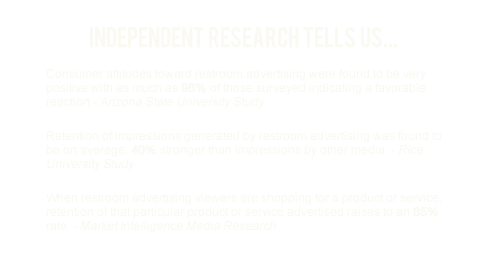 INDEPENDENT RESEARCH TELLS US...
Consumer attitudes toward restroom advertising were found to be very
positive with as much as 98% of those surveyed indicating a favorable
reaction - Arizona State University Study
Retention of impressions generated by restroom advertising was found to
be on average, 40% stronger than impressions by other media. - Rice
University Study
When restroom advertising viewers are shopping for a product or service
retention of that particular product or service advertised raises to an
rate. - Market Intelligence Media Research